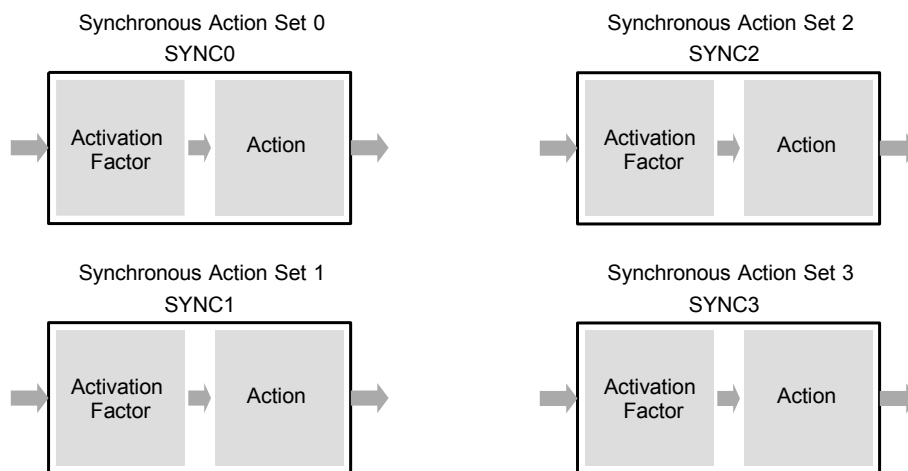 Synchronous Action Set 0
SYNC0
Activation
Factor
Action
Synchronous Action Set 2
SYNC2
Activation
Factor
Action
Synchronous Action Set 1
SYNC1
Activation
Factor
Action
Synchronous Action Set 3
SYNC3
Activation
Factor
Action